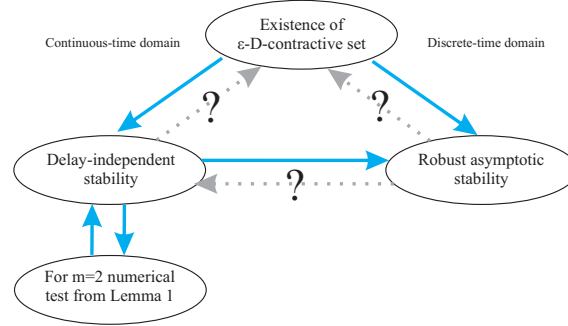 Existence of
ε-D-contractive set
Continuous-time domain
Discrete-time domain
?
?
Delay-independent
stability
Robust asymptotic
stability
?
For m=2 numerical
test from Lemma 1